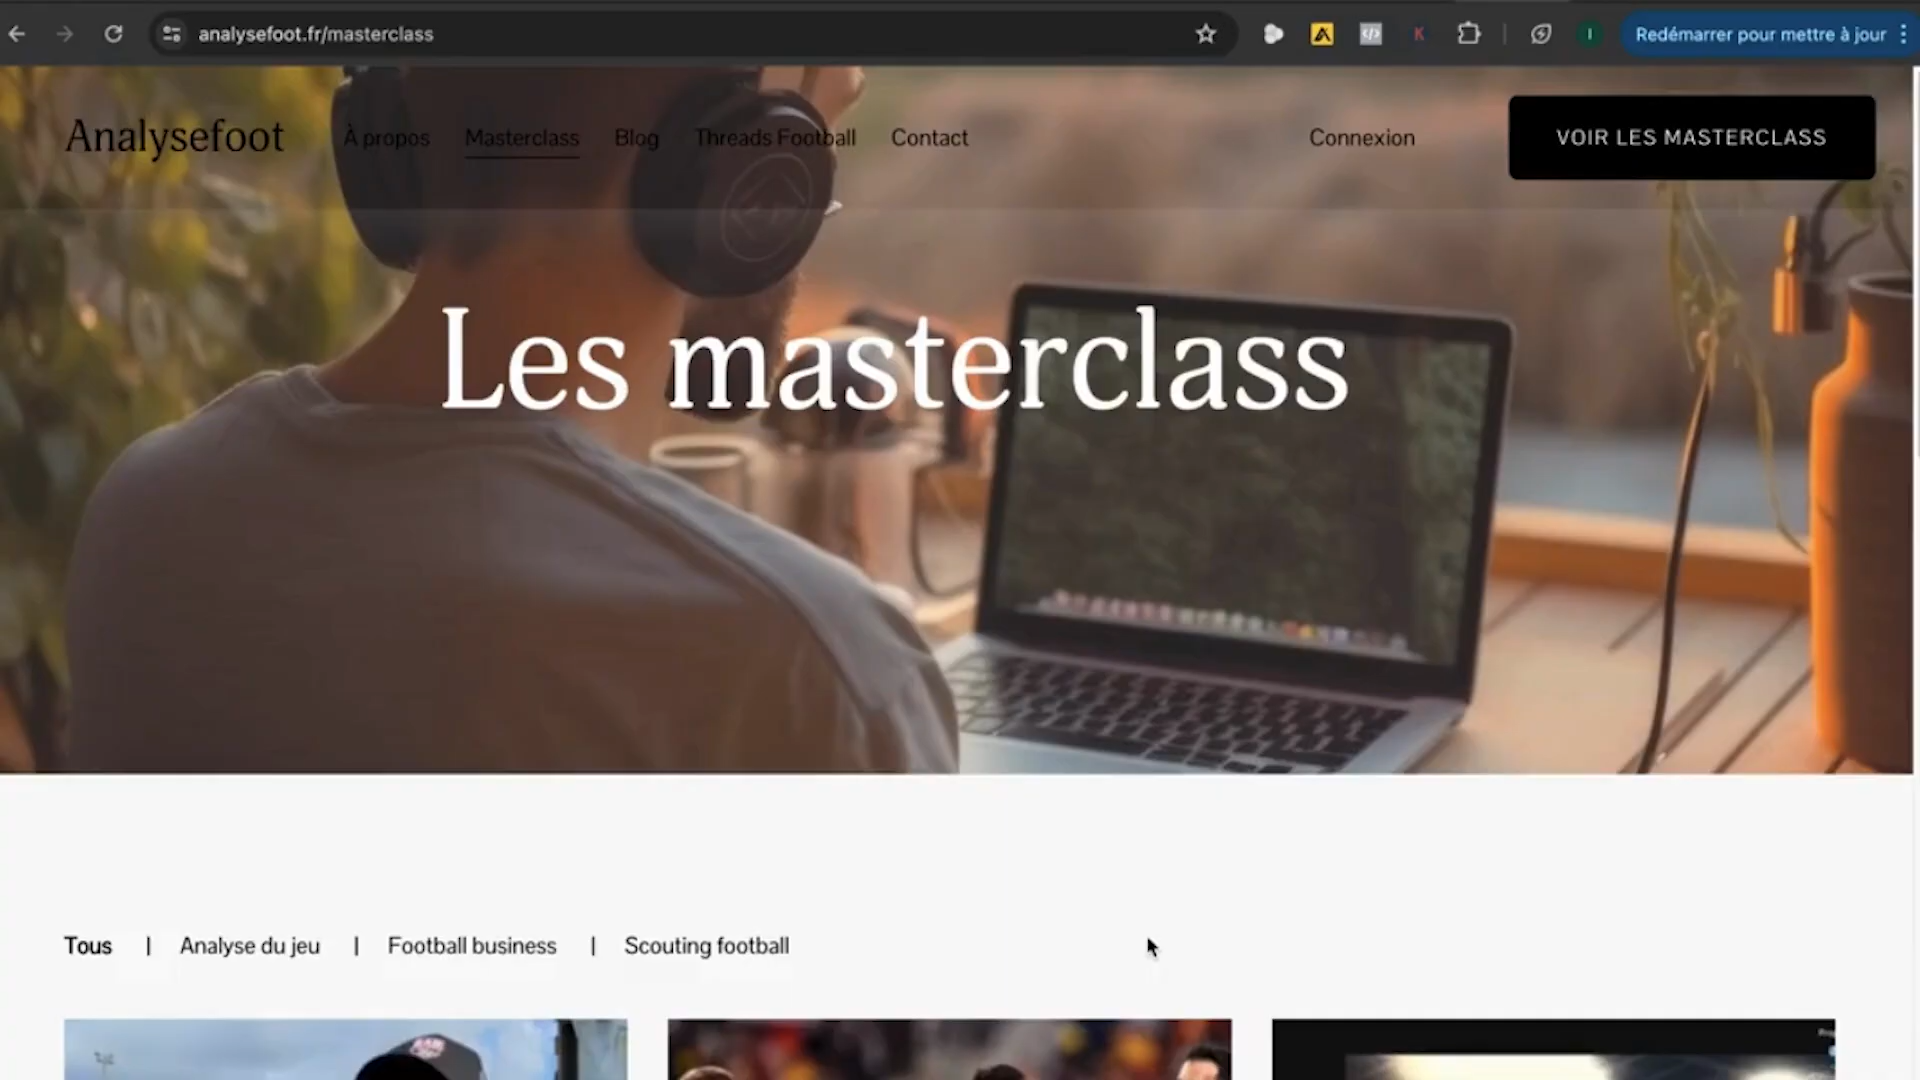 analysefoot.fr/masterclass
Redémarrer pour mettre à jour
Analysefoot
À propos
Masterclass
Blog
Threads Football
Contact
Connexion
VOIR LES MASTERCLASS
Les masterclass
Tous | Analyse du jeu | Football business | Scouting football